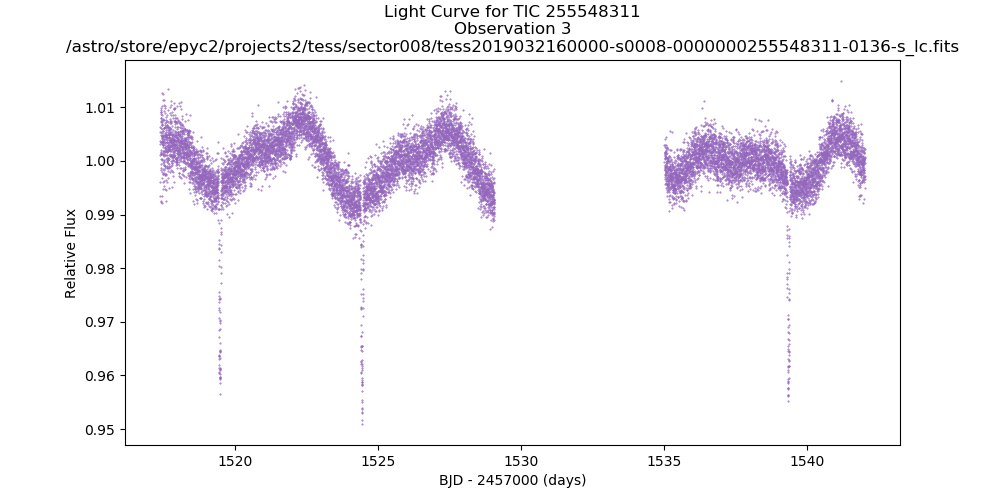 Light Curve for TIC 255548311
Observation 3
/astro/store/epyc2/projects2/tess/sector008/tess2019032160000-s0008-0000000255548311-0136-s_lc.fits
1.01
1.00
0.99
0.98
0.97
0.96
0.95
Relative Flux
1520
1525
1530
1535
1540
BJD - 2457000 (days)